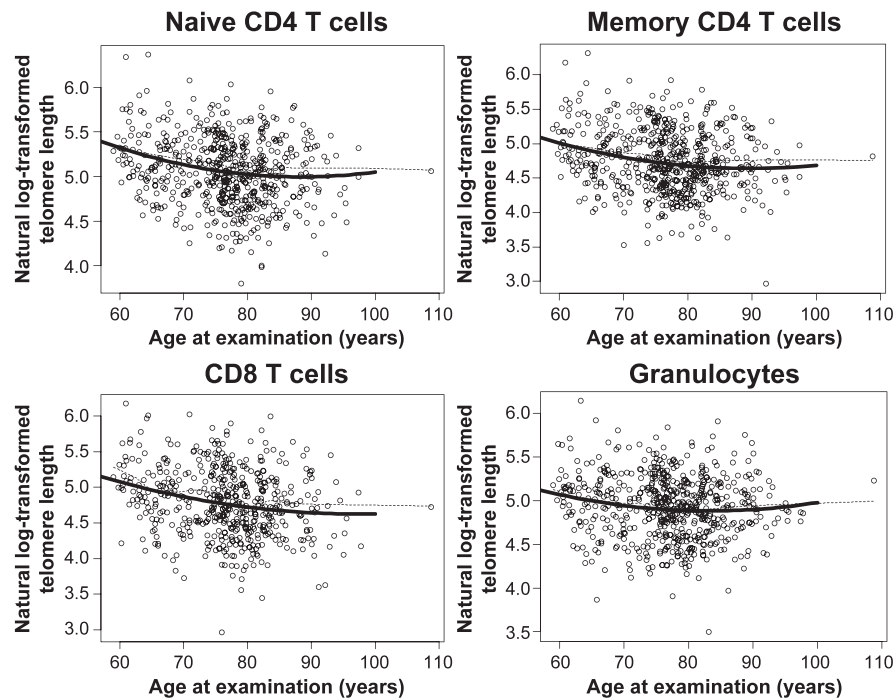 Naive CD4 T cells
Natural log-transformed
telomere length
6.0
5.5
5.0
4.5
4.0
60 70 80 90 100 110
Age at examination (years)
Memory CD4 T cells
Natural log-transformed
telomere length
6.0
5.5
5.0
4.5
4.0
3.5
3.0
60 70 80 90 100 110
Age at examination (years)
CD8 T cells
Natural log-transformed
telomere length
6.0
5.5
5.0
4.5
4.0
3.5
3.0
60 70 80 90 100 110
Age at examination (years)
Granulocytes
Natural log-transformed
telomere length
6.0
5.5
5.0
4.5
4.0
3.5
60 70 80 90 100 110
Age at examination (years)